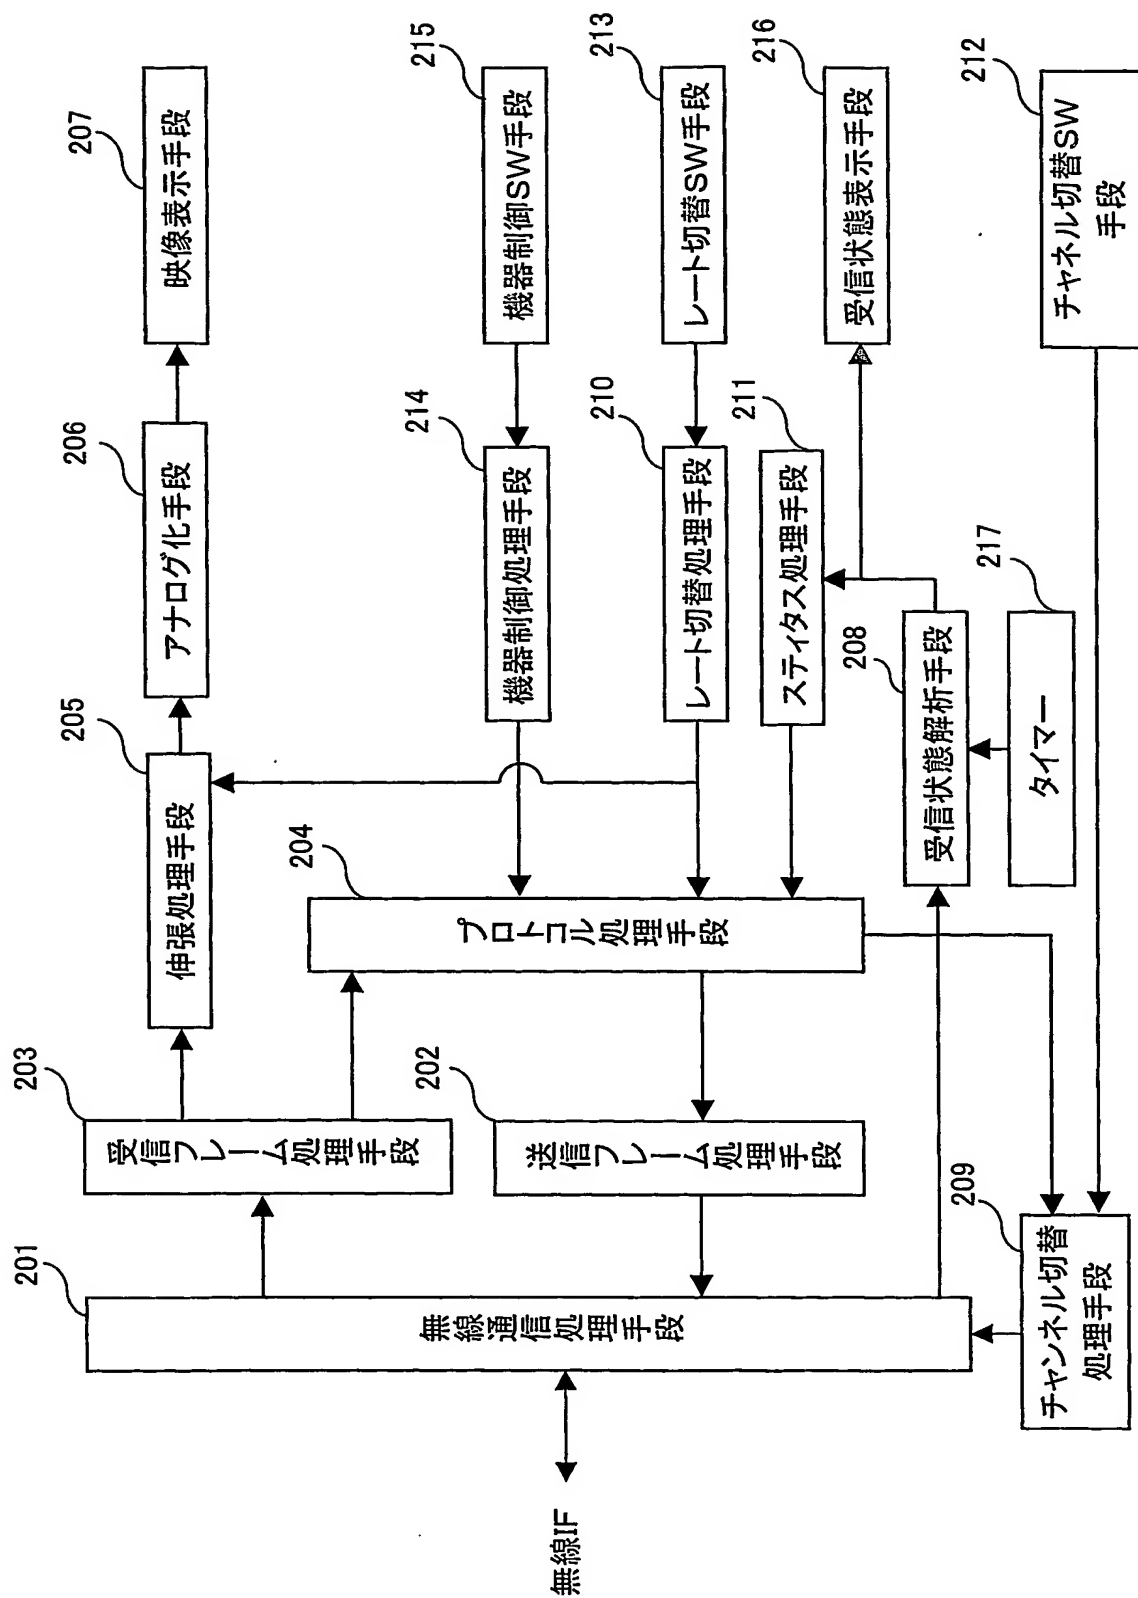 無線IF
201
無線通信処理手段
203
受信フレーム処理手段
202
送信フレーム処理手段
209
チャンネル切替
処理手段
204
プロトコル処理手段
205
伸張処理手段
206
アナログ化手段
207
映像表示手段
214
機器制御処理手段
215
機器制御SW手段
210
レート切替処理手段
213
レート切替SW手段
211
スティタス処理手段
208
受信状態解析手段
216
受信状態表示手段
217
タイマー
212
チャネル切替SW
手段